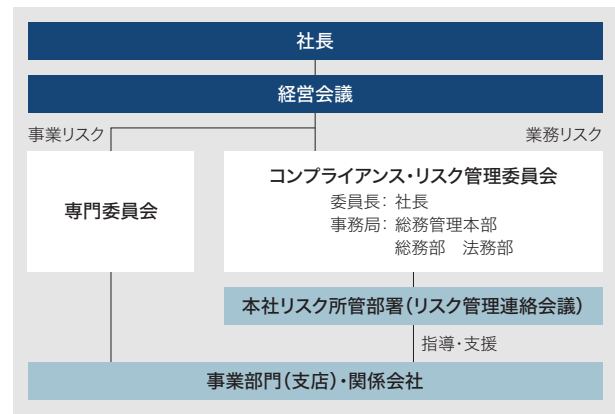 社長
経営会議
事業リスク
業務リスク
専門委員会
コンプライアンス・リスク管理委員会
委員長： 社長
事務局： 総務管理本部
総務部　法務部
本社リスク所管部署（リスク管理連絡会議）
指導・支援
事業部門（支店）・関係会社